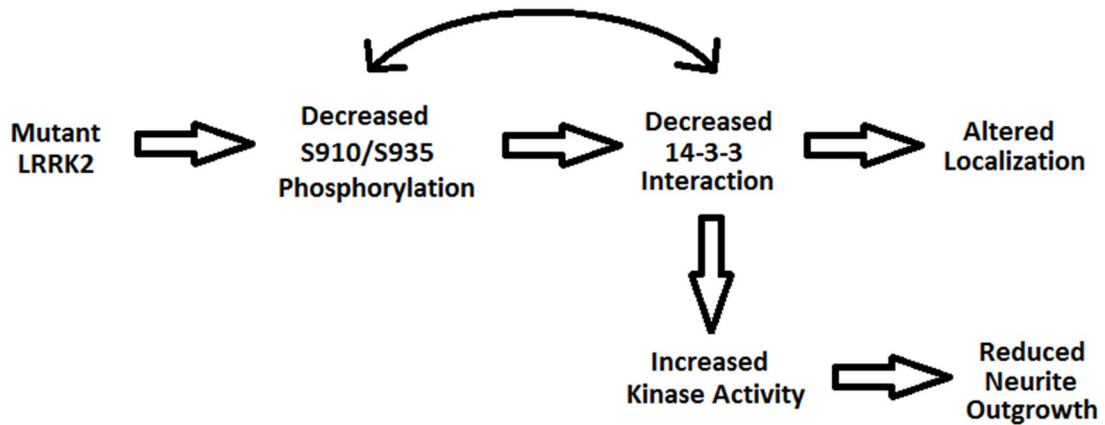 Mutant
LRRK2
Decreased
S910/S935
Phosphorylation
Decreased
14-3-3
Interaction
Altered
Localization
Increased
Kinase Activity
Reduced
Neurite
Outgrowth